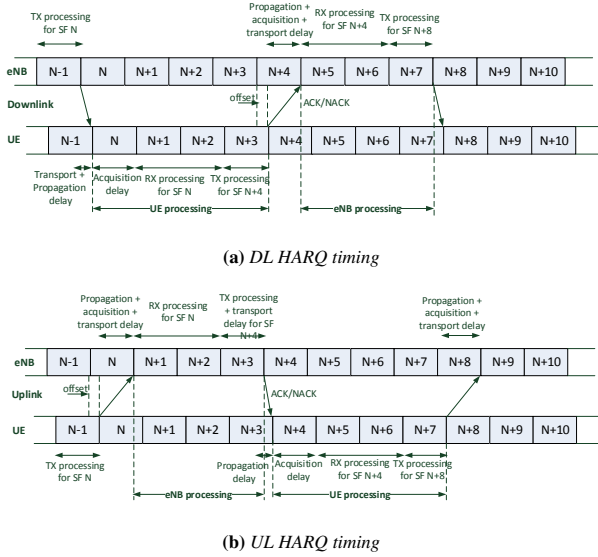 TX processing
for SF N
Propagation +
acquisition +
transport delay
RX processing
for SF N+4
TX processing
for SF N+8
eNB
N-1 N N+1 N+2 N+3 N+4 N+5 N+6 N+7 N+8 N+9 N+10
Downlink
offset
ACK/NACK
UE
N-1 N N+1 N+2 N+3 N+4 N+5 N+6 N+7 N+8 N+9 N+10
Transport +
Propagation
delay
Acquisition
delay
RX processing
for SF N
TX processing
for SF N+4
UE processing
eNB processing
(a) DL HARQ timing
Propagation +
acquisition +
transport delay
RX processing
for SF N
TX processing
+ transport
delay for SF
N+4
Propagation +
acquisition +
transport delay
eNB
N-1 N N+1 N+2 N+3 N+4 N+5 N+6 N+7 N+8 N+9 N+10
Uplink
offset
ACK/NACK
UE
N-1 N N+1 N+2 N+3 N+4 N+5 N+6 N+7 N+8 N+9 N+10
TX processing
for SF N
Propagation
delay
Acquisition
delay
RX processing
for SF N+4
TX processing
for SF N+8
eNB processing
UE processing
(b) UL HARQ timing